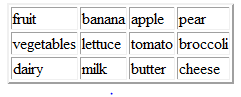 fruit banana apple pear
vegetables lettuce tomato broccoli
dairy milk butter cheese
.